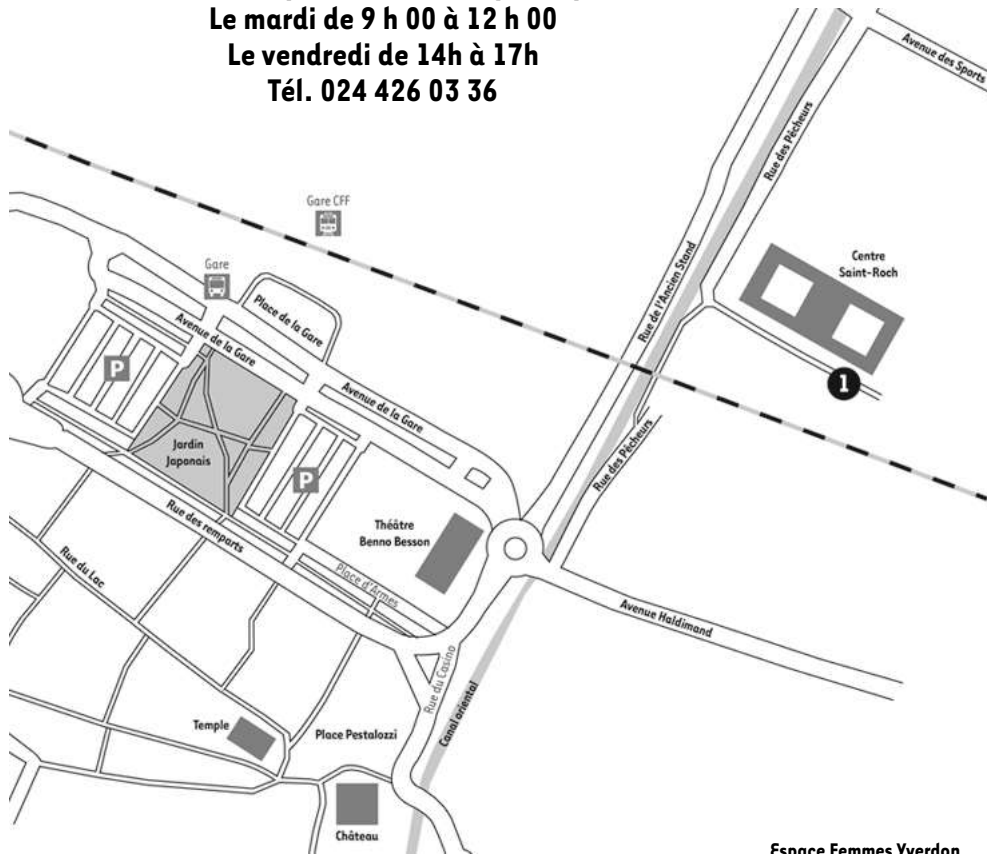 Le mardi de 9 h 00 à 12 h 00
Le vendredi de 14h à 17h
Tél. 024 426 03 36
Avenue des Sports
Rue des Pêcheurs
Gare CFF
Centre
Saint-Roch
Gare
Rue de l'Ancien Stand
Place de la Gare
Avenue de la Gare
P
1
Avenue de la Gare
Jardin
Japonais
P
Rue des Pêcheurs
Rue des remparts
Théâtre
Benno Besson
Rue du Lac
Place d'Armes
Avenue Haldimand
Rue du Casino
Canal oriental
Temple
Place Pestalozzi
Château
Espace Femmes Yverdon